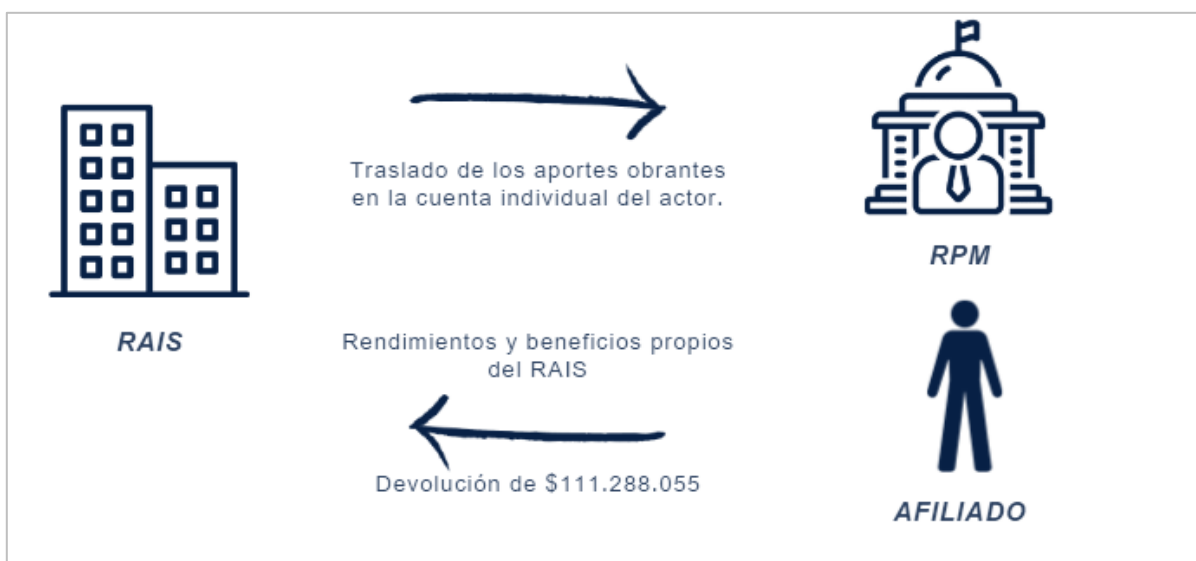 Traslado de los aportes obrantes
en la cuenta individual del actor.
RPM
RAIS
Rendimientos y beneficios propios
del RAIS
Devolución de $111.288.055
AFILIADO